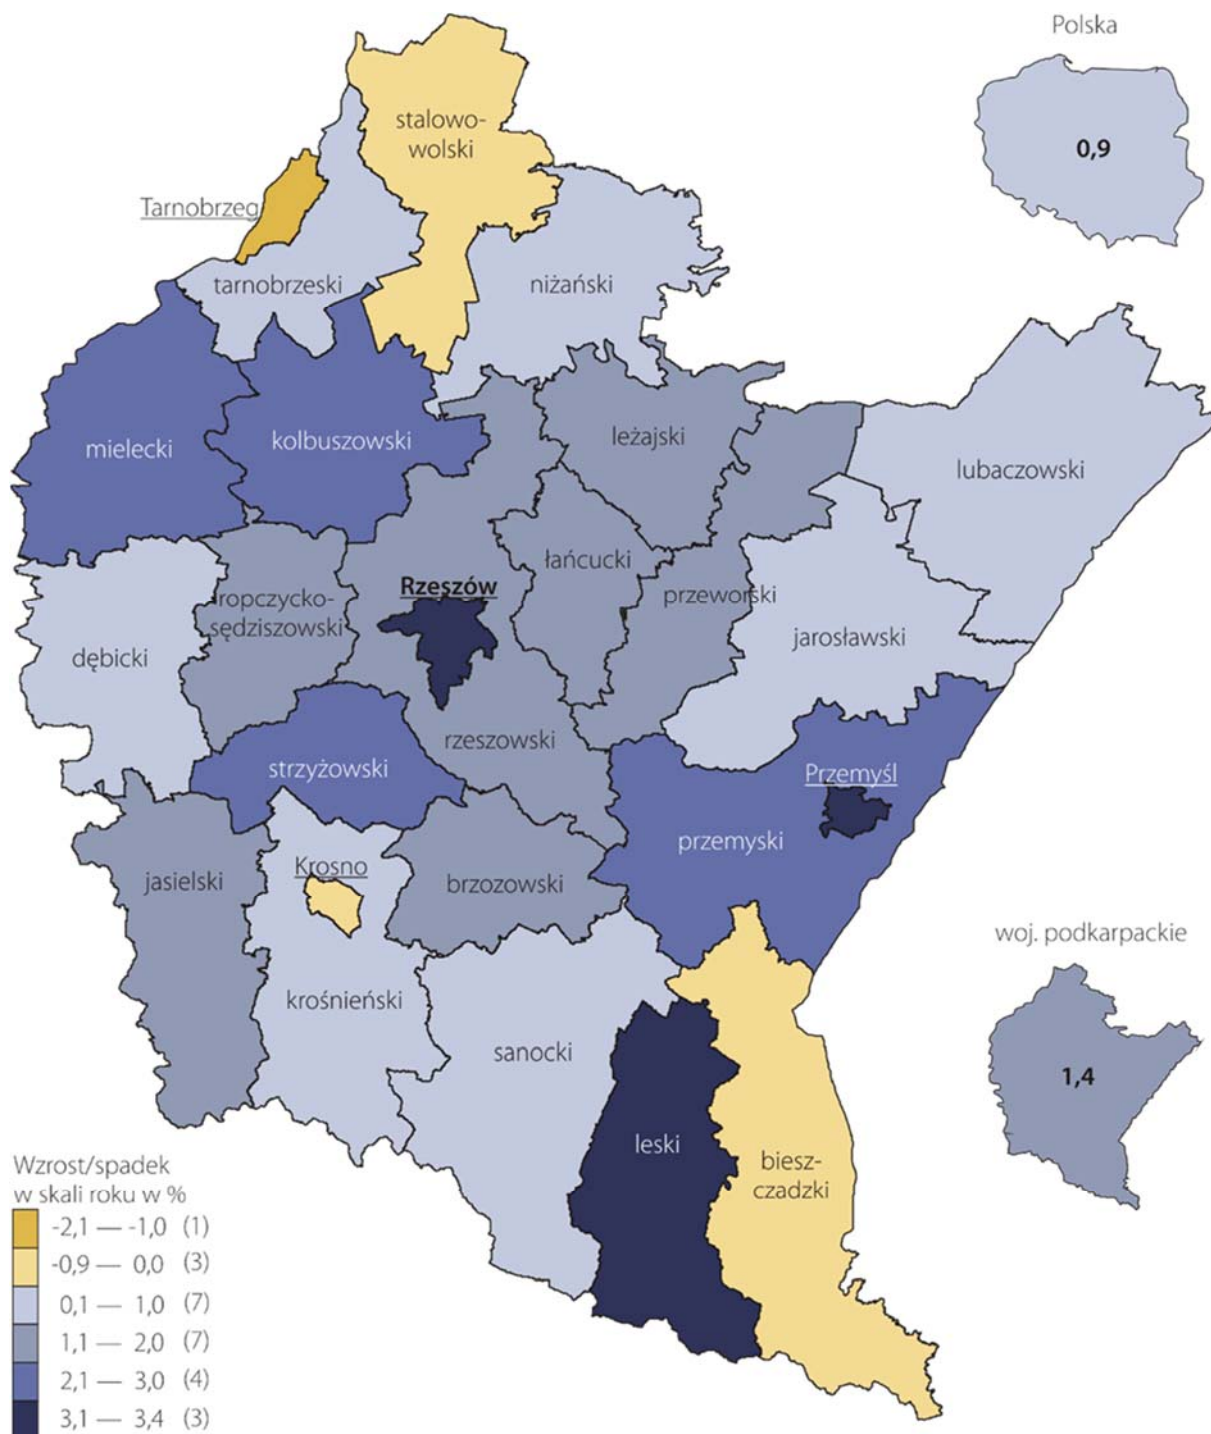 Polska
0,9
stalowo-
wolski
Tarnobrzeg
tarnobrzeski
niżański
mielecki
kolbuszowski
leżajski
lubaczowski
łańcucki
Rzeszów
ropczycko-
sędziszowski
przeworski
jarosławski
dębicki
rzeszowski
strzyżowski
Przemyśl
przemyski
Krosno
jasielski
brzozowski
woj. podkarpackie
1,4
krośnieński
sanocki
leski
biesz-
czadzki
Wzrost/spadek
w skali roku w %
-2,1 — -1,0 (1)
-0,9 — 0,0 (3)
0,1 — 1,0 (7)
1,1 — 2,0 (7)
2,1 — 3,0 (4)
3,1 — 3,4 (3)